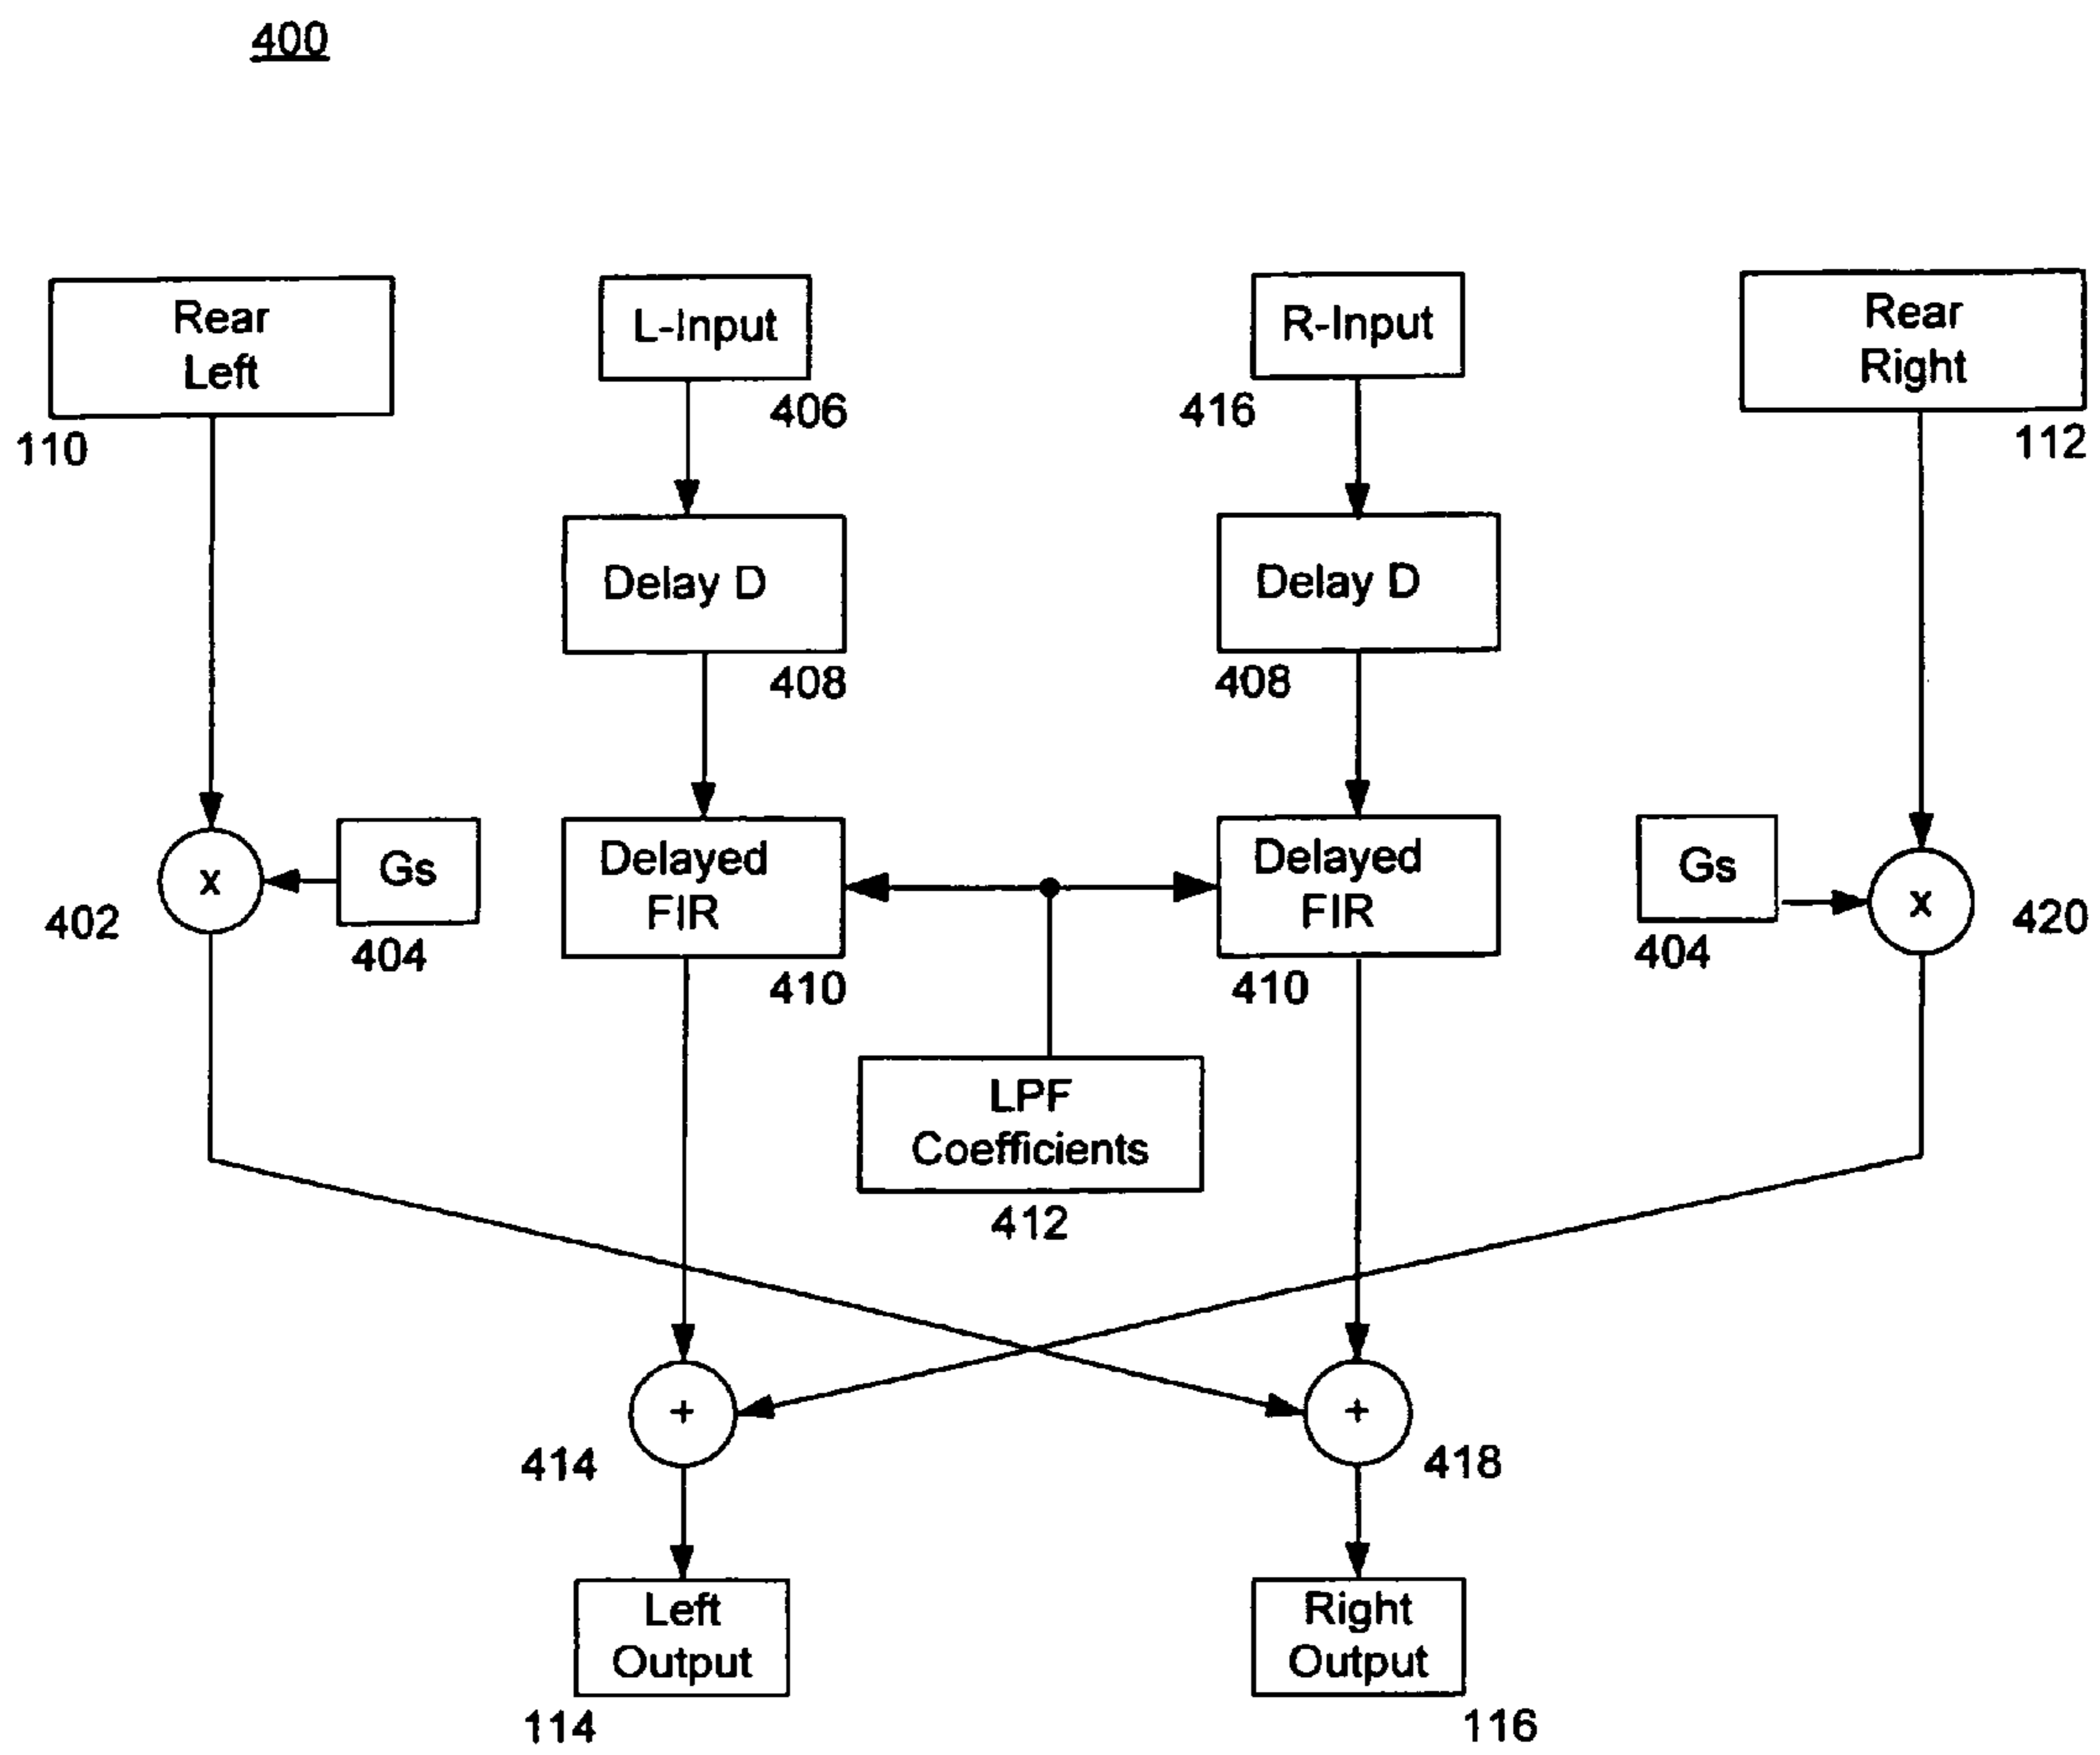 400
Rear
Left
110
L-Input
406
R-Input
416
Rear
Right
112
Delay D
408
Delay D
408
x
402
Gs
404
Delayed
FIR
410
Delayed
FIR
410
Gs
404
x
420
LPF
Coefficients
412
+
414
+
418
Left
Output
114
Right
Output
116